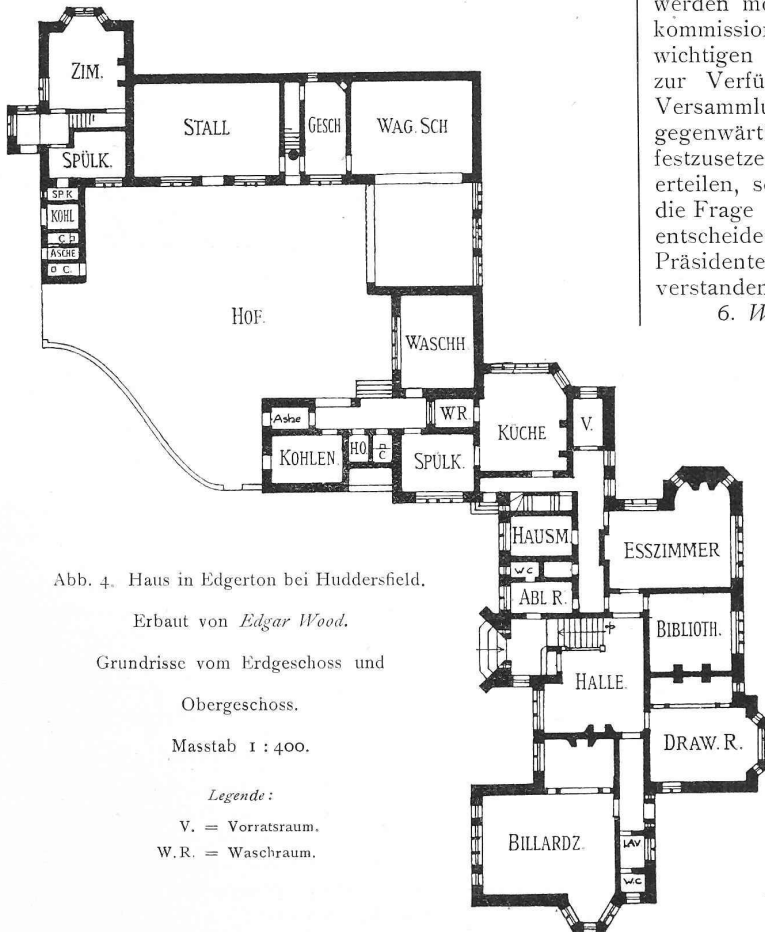 werden
kommission
wichtigen
zur Verfü
Versammlu
gegenwärt
festzusetze
erteilen, s
die Frage
entscheide
Präsidente
verstanden
6. W
ZIM.
STALL
GESCH
WAG. SCH
SPÜLK.
SP K
KOHL
C
ASCHE
C.
HOF.
WASCHH.
Ashe
W R.
KÜCHE
V.
KOHLEN.
HO
C
SPÜLK.
HAUSM
ESSZIMMER
W C
ABL R.
BIBLIOTH.
HALLE.
DRAW. R.
BILLARDZ.
LAV
W.C
Abb. 4. Haus in Edgerton bei Huddersfield.
Erbaut von Edgar Wood.
Grundrisse vom Erdgeschoss und
Obergeschoss.
Masstab 1 : 400.
Legende:
V. = Vorratsraum.
W.R. = Waschraum.